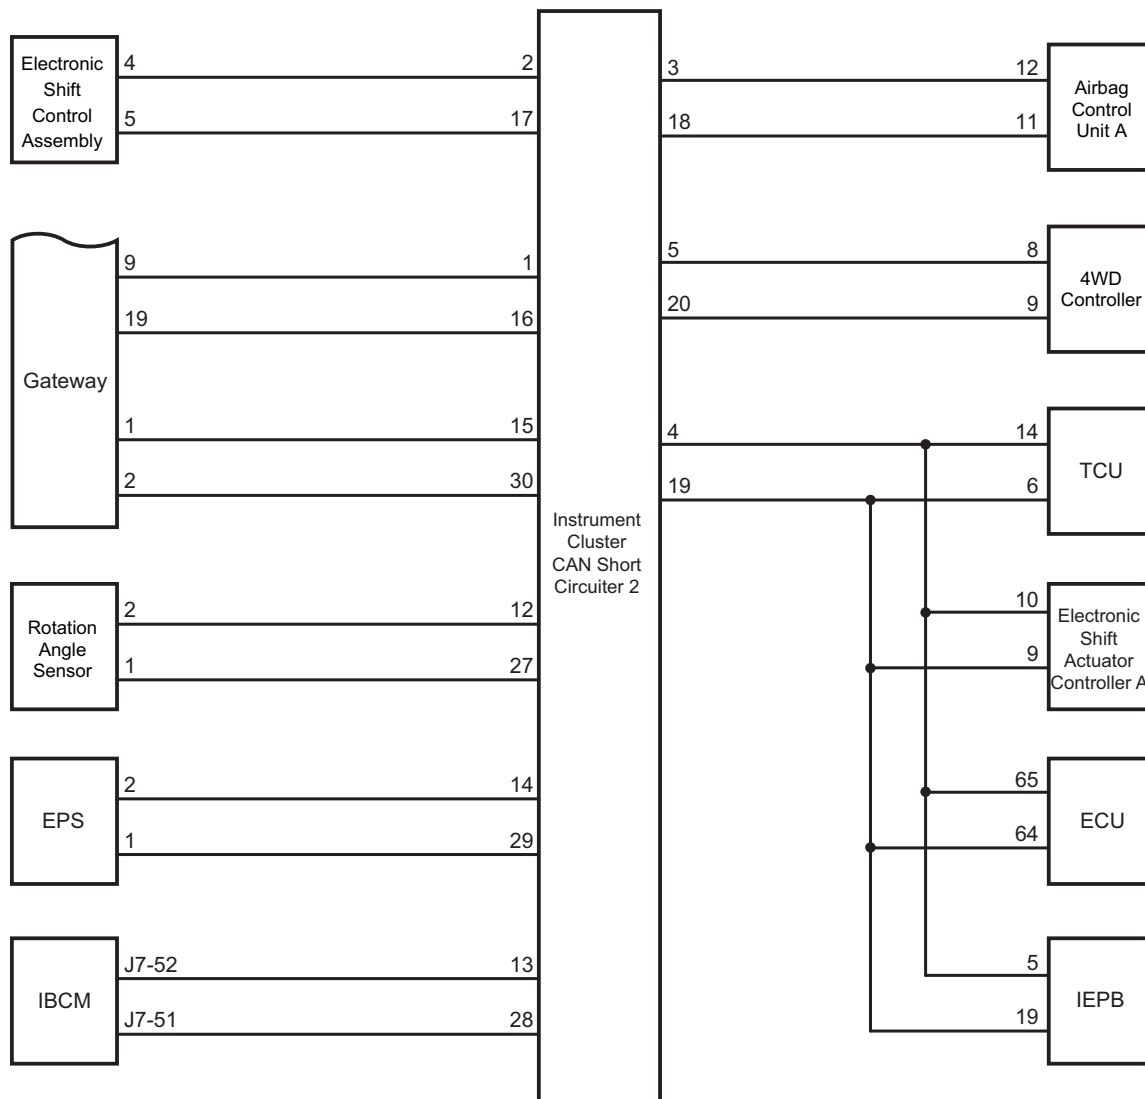 Electronic
Shift
Control
Assembly
4
2
5
17
Gateway
9
1
19
16
1
15
2
30
Rotation
Angle
Sensor
2
12
1
27
EPS
2
14
1
29
IBCM
J7-52
13
J7-51
28
Instrument
Cluster
CAN Short
Circuiter 2
3
12
18
11
Airbag
Control
Unit A
5
8
20
9
4WD
Controller
4
14
19
6
TCU
10
9
Electronic
Shift
Actuator
Controller A
65
64
ECU
5
19
IEPB